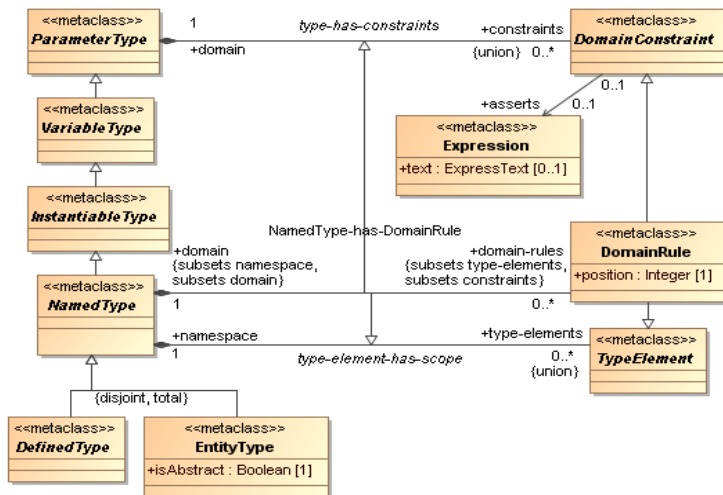 <<metaclass>>
ParameterType
1
+domain
type-has-constraints
+constraints
{union} 0..*
<<metaclass>>
DomainConstraint
0..1
+asserts
0..1
<<metaclass>>
Expression
+text : ExpressText [0..1]
<<metaclass>>
VariableType
<<metaclass>>
InstantiableType
NamedType-has-DomainRule
+domain
{subsets namespace,
subsets domain}
1
+domain-rules
{subsets type-elements,
subsets constraints}
0..*
<<metaclass>>
DomainRule
+position : Integer [1]
<<metaclass>>
NamedType
+namespace
1
type-element-has-scope
+type-elements
0..*
{union}
<<metaclass>>
TypeElement
{disjoint, total}
<<metaclass>>
DefinedType
<<metaclass>>
EntityType
+isAbstract : Boolean [1]